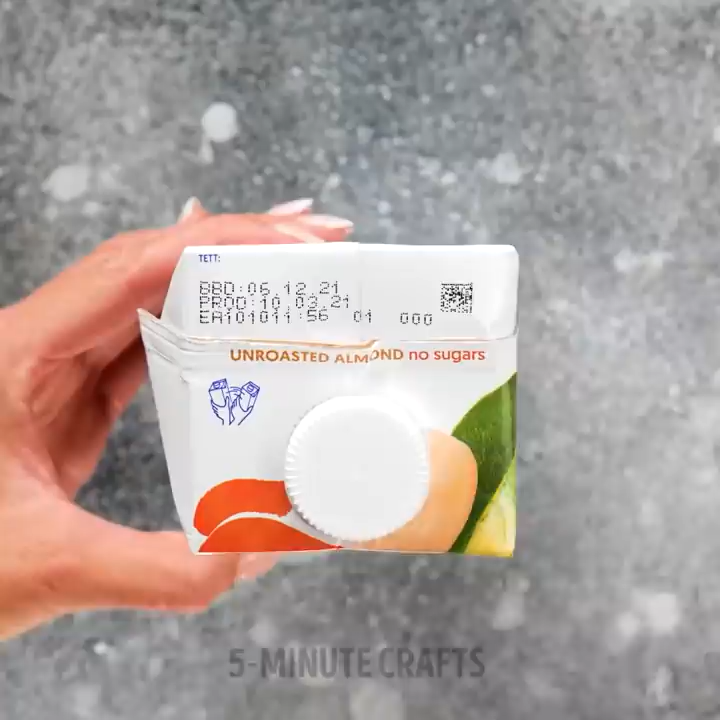 TETT:
BBD:06.12.21
PROD:10.03.21
EA101011:56 01 000
UNROASTED ALMOND no sugars
5-MINUTE CRAFTS